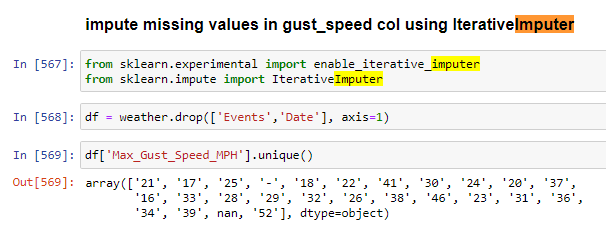 impute missing values in gust_speed col using IterativeImputer
In [567]: from sklearn.experimental import enable_iterative_imputer
from sklearn.impute import IterativeImputer
In [568]: df = weather.drop(['Events','Date'], axis=1)
In [569]: df['Max_Gust_Speed_MPH'].unique()
Out[569]: array(['21', '17', '25', '-', '18', '22', '41', '30', '24', '20', '37',
'16', '33', '28', '29', '32', '26', '38', '46', '23', '31', '36',
'34', '39', nan, '52'], dtype=object)